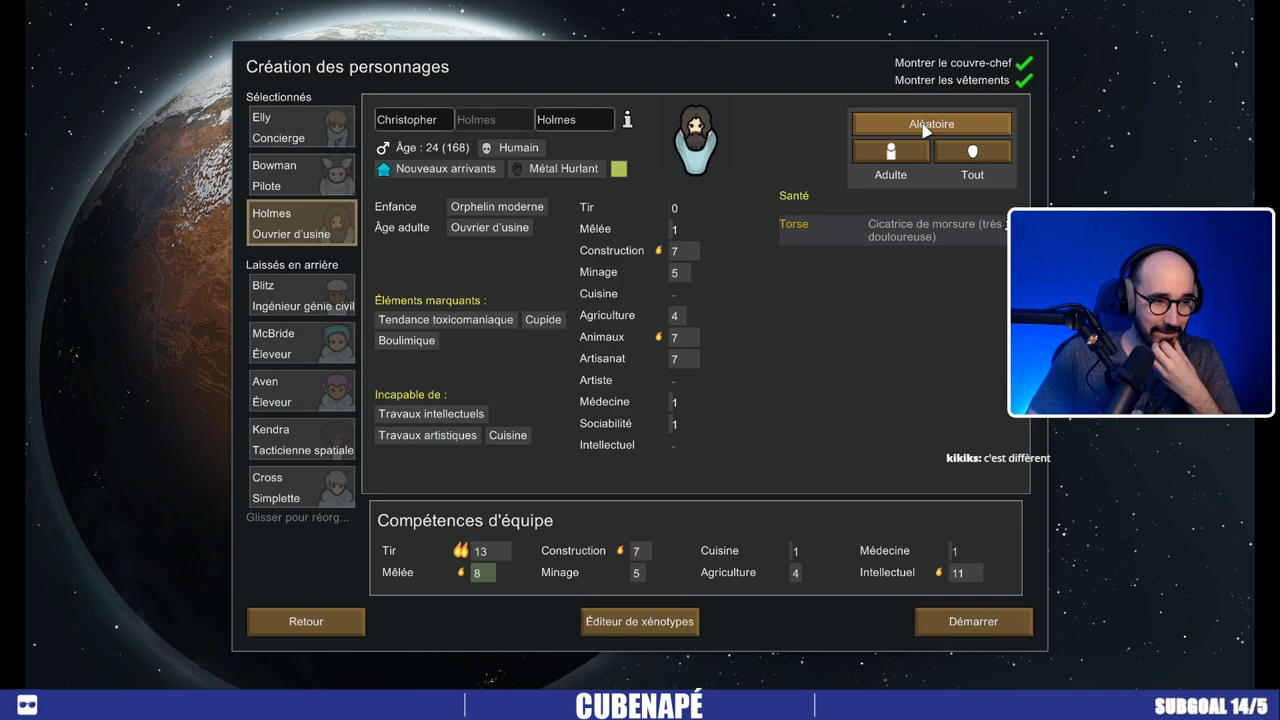 Création des personnages
Montrer le couvre-chef
Montrer les vêtements
Sélectionnés
Elly
Concierge
Bowman
Pilote
Holmes
Ouvrier d'usine
Laissés en arrière
Blitz
Ingénieur génie civil
McBride
Éleveur
Aven
Éleveur
Kendra
Tacticienne spatiale
Cross
Simplette
Glisser pour réorg...
Christopher Holmes Holmes
Âge : 24 (168) Humain
Nouveaux arrivants Métal Hurlant
Enfance Orphelin moderne
Âge adulte Ouvrier d'usine
Éléments marquants :
Tendance toxicomaniaque Cupide
Boulimique
Incapable de :
Travaux intellectuels
Travaux artistiques Cuisine
Tir 0
Mêlée 1
Construction 7
Minage 5
Cuisine -
Agriculture 4
Animaux 7
Artisanat 7
Artiste -
Médecine 1
Sociabilité 1
Intellectuel -
Aléatoire
Adulte Tout
Santé
Torse Cicatrice de morsure (très
douloureuse)
kikiks: c'est diffèrent
Compétences d'équipe
Tir 13 Construction 7 Cuisine 1 Médecine 1
Mêlée 8 Minage 5 Agriculture 4 Intellectuel 11
Retour Éditeur de xénotypes Démarrer
CUBENAPÉ SUBGOAL 14/5